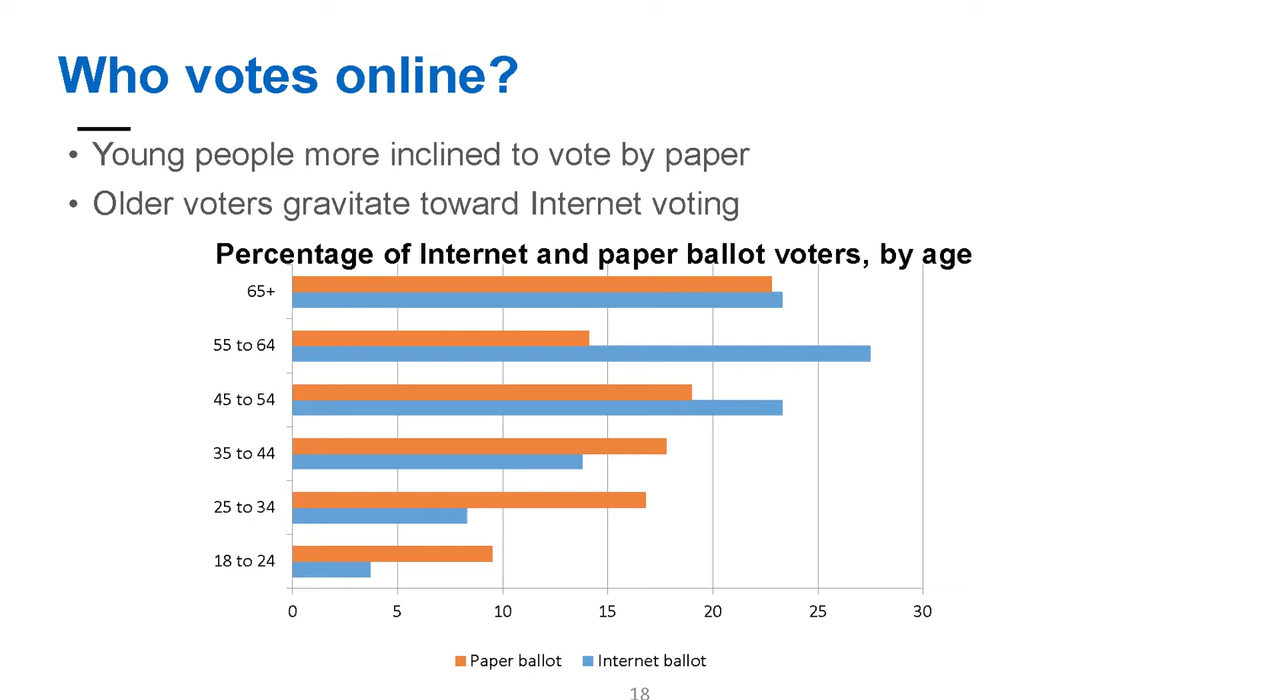 Who votes online?
• Young people more inclined to vote by paper
• Older voters gravitate toward Internet voting
Percentage of Internet and paper ballot voters, by age
65+
55 to 64
45 to 54
35 to 44
25 to 34
18 to 24
0 5 10 15 20 25 30
Paper ballot Internet ballot
18